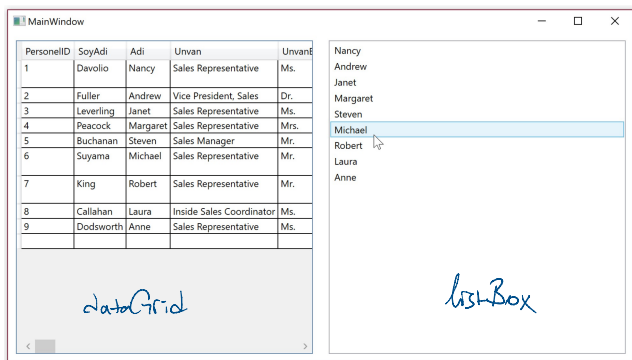 MainWindow
PersonelID SoyAdi Adi Unvan UnvanE
1 Davolio Nancy Sales Representative Ms.
2 Fuller Andrew Vice President, Sales Dr.
3 Leverling Janet Sales Representative Ms.
4 Peacock Margaret Sales Representative Mrs.
5 Buchanan Steven Sales Manager Mr.
6 Suyama Michael Sales Representative Mr.
7 King Robert Sales Representative Mr.
8 Callahan Laura Inside Sales Coordinator Ms.
9 Dodsworth Anne Sales Representative Ms.
dataGrid
Nancy
Andrew
Janet
Margaret
Steven
Michael
Robert
Laura
Anne
listBox